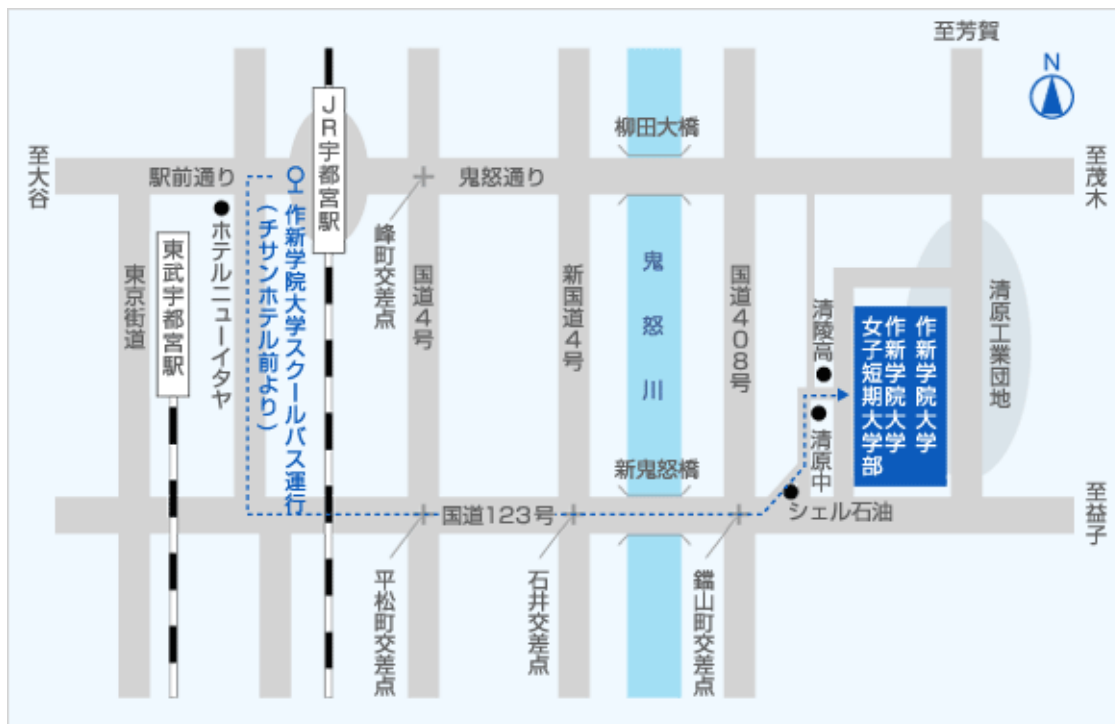 至芳賀
N
JR宇都宮駅
柳田大橋
至大谷
駅前通り
鬼怒通り
至茂木
ホテルニューイタヤ
作新学院大学スクールバス運行
(チサンホテル前より)
峰町交差点
東武宇都宮駅
東京街道
国道4号
新国道4号
鬼怒川
国道408号
清陵高
清原中
作新学院大学
作新学院大学
女子短期大学部
清原工業団地
新鬼怒橋
シェル石油
国道123号
至益子
平松町交差点
石井交差点
鐺山町交差点